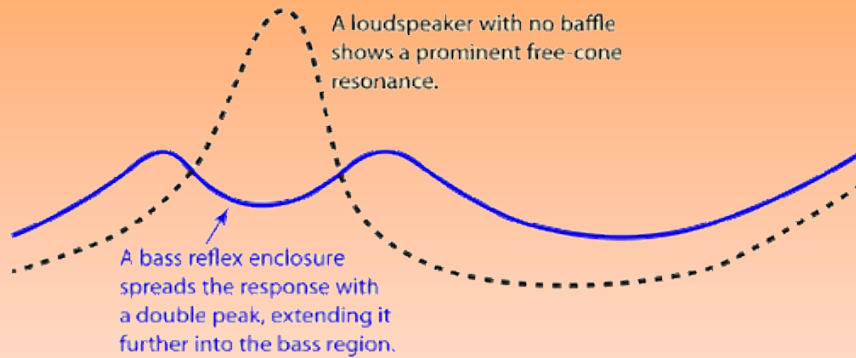 A loudspeaker with no baffle
shows a prominent free-cone
resonance.
A bass reflex enclosure
spreads the response with
a double peak, extending it
further into the bass region.